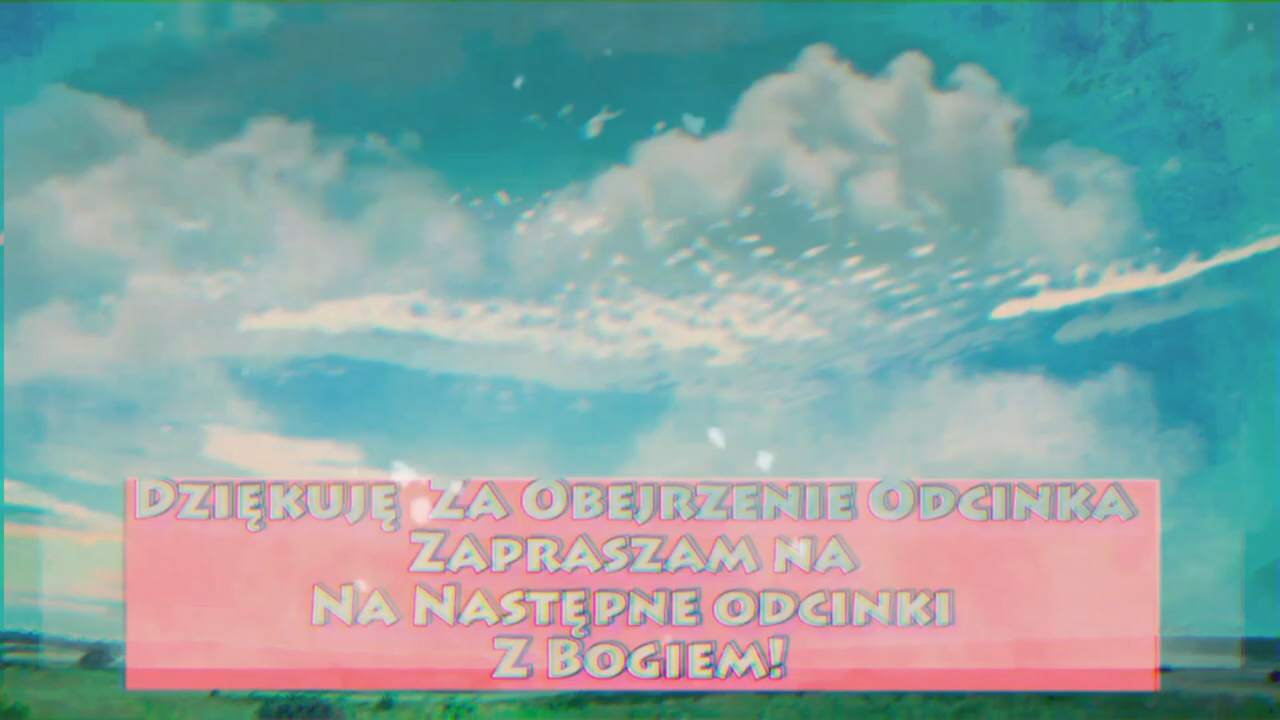 Dziękuję Za Obejrzenie Odcinka
Zapraszam na
Na Następne odcinki
Z Bogiem!